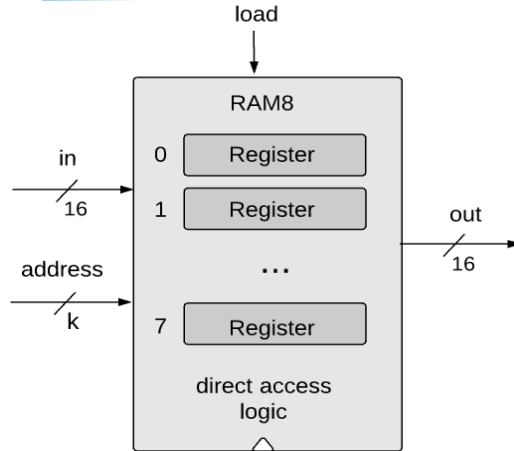 load
RAM8
0 Register
in
16
1 Register
out
16
address
k
...
7 Register
direct access
logic